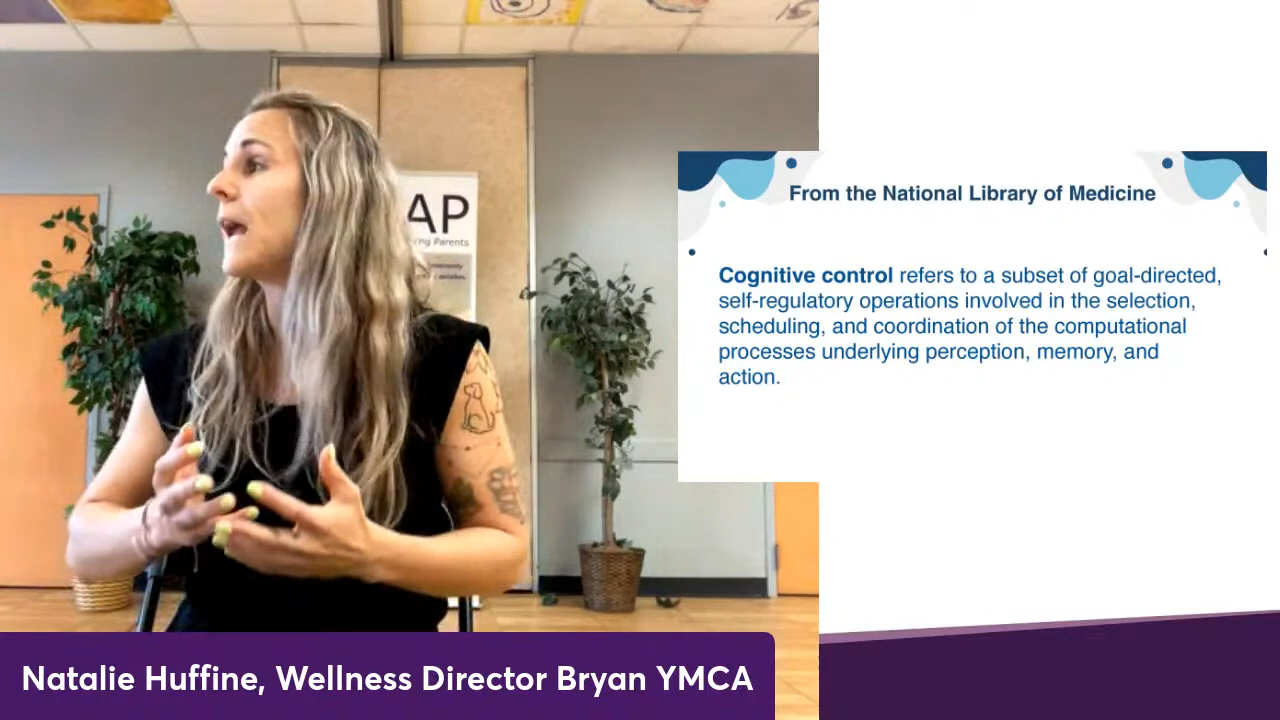 AP
ng Parents
From the National Library of Medicine
Cognitive control refers to a subset of goal-directed,
self-regulatory operations involved in the selection,
scheduling, and coordination of the computational
processes underlying perception, memory, and
action.
Natalie Huffine, Wellness Director Bryan YMCA